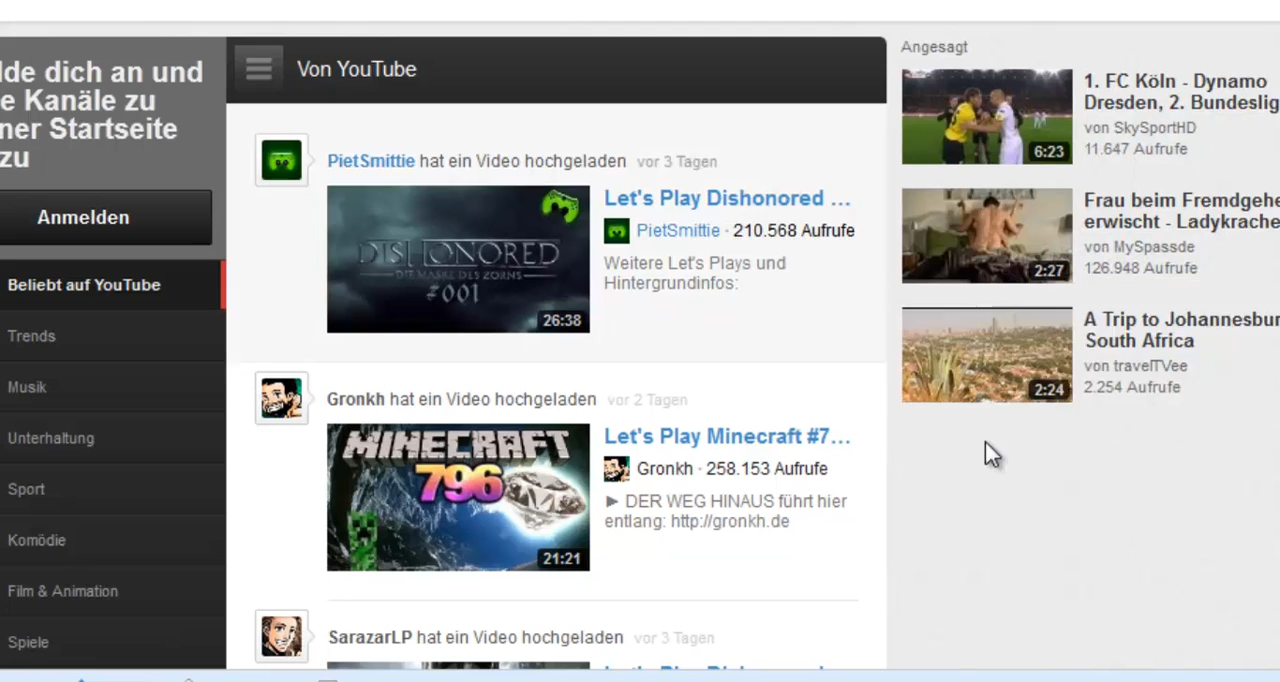 lde dich an und
e Kanäle zu
ner Startseite
zu
Anmelden
Beliebt auf YouTube
Trends
Musik
Unterhaltung
Sport
Komödie
Film & Animation
Spiele
Von YouTube
PietSmittie hat ein Video hochgeladen vor 3 Tagen
DISHONORED
DIE MASKE DES ZORNS
#001
26:38
Let's Play Dishonored ...
PietSmittie · 210.568 Aufrufe
Weitere Let's Plays und
Hintergrundinfos:
Gronkh hat ein Video hochgeladen vor 2 Tagen
MINECRAFT
796
21:21
Let's Play Minecraft #7...
Gronkh · 258.153 Aufrufe
► DER WEG HINAUS führt hier
entlang: http://gronkh.de
SarazarLP hat ein Video hochgeladen vor 3 Tagen
Angesagt
6:23
1. FC Köln - Dynamo
Dresden, 2. Bundeslig
von SkySportHD
11.647 Aufrufe
2:27
Frau beim Fremdgehe
erwischt - Ladykrache
von MySpassde
126.948 Aufrufe
2:24
A Trip to Johannesbur
South Africa
von travelTVee
2.254 Aufrufe